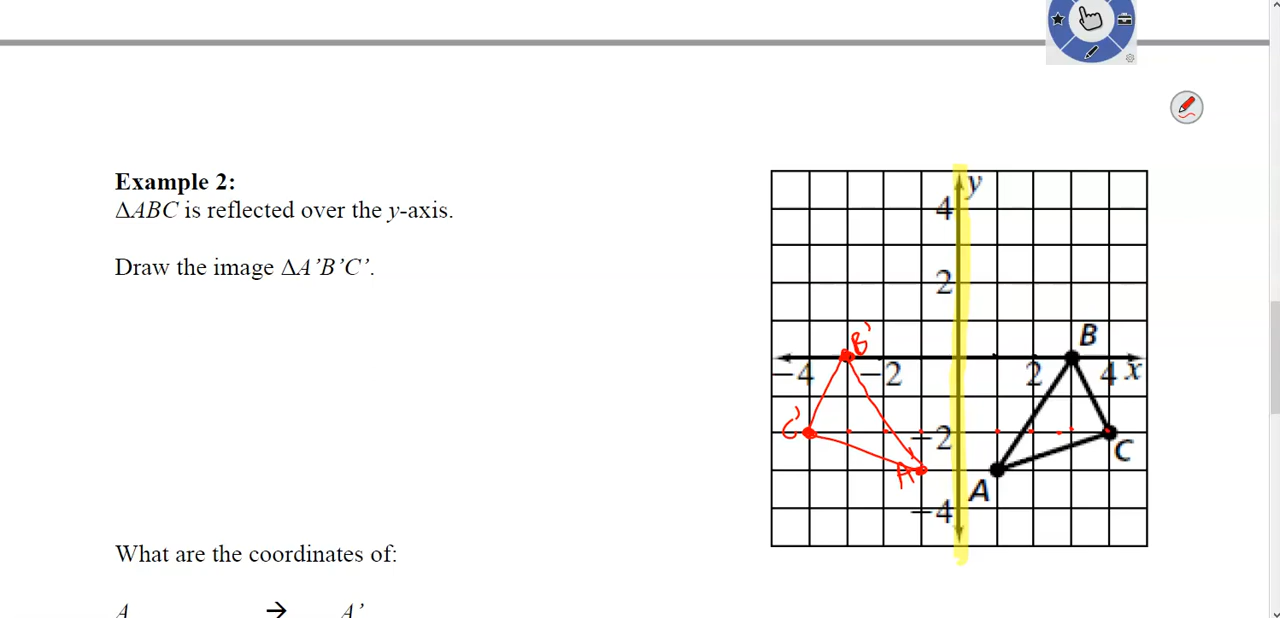 Example 2:
ΔABC is reflected over the y-axis.
Draw the image ΔA’B’C’.
y
4
2
B'
B
−4
−2
2
4
x
C'
−2
C
A'
A
−4
What are the coordinates of:
A → A’